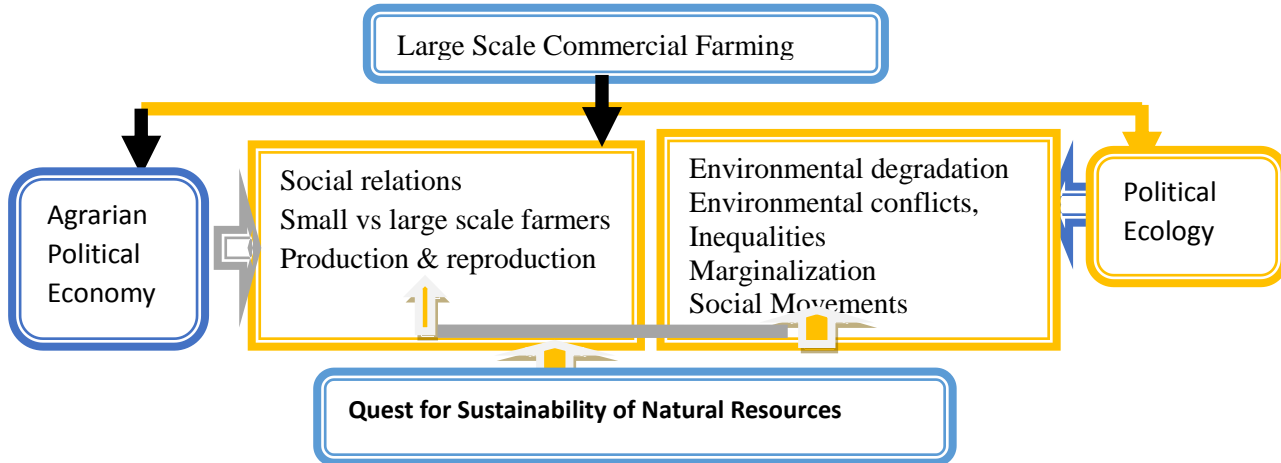 Large Scale Commercial Farming
Agrarian
Political
Economy
Social relations
Small vs large scale farmers
Production & reproduction
Environmental degradation
Environmental conflicts,
Inequalities
Marginalization
Social Movements
Political
Ecology
Quest for Sustainability of Natural Resources